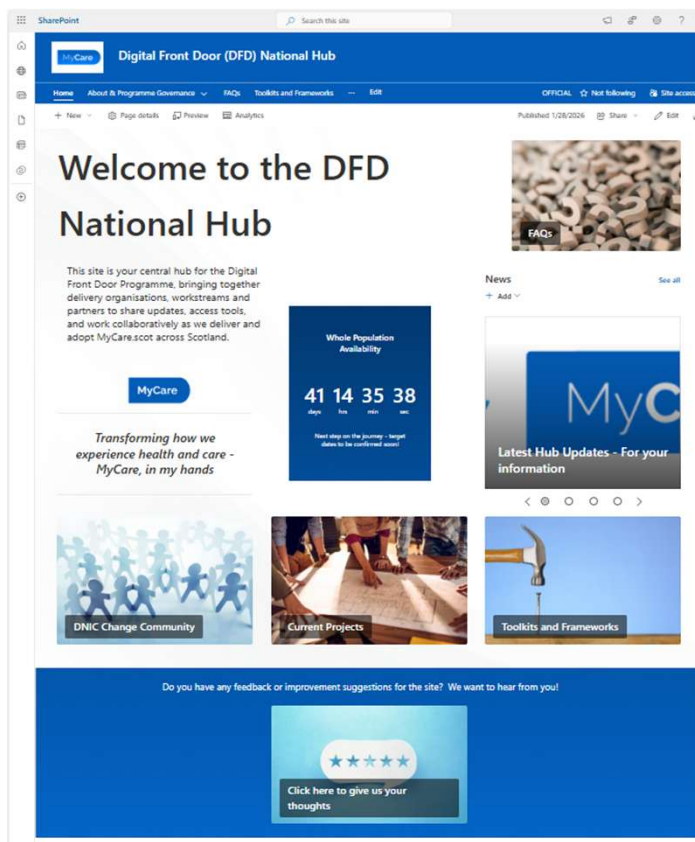 SharePoint
Search this site
?
MyCare
Digital Front Door (DFD) National Hub
Home About & Programme Governance FAQs Toolkits and Frameworks ... Edit
OFFICIAL Not following Site access
+ New Page details Preview Analytics
Published 1/28/2026 Share Edit
Welcome to the DFD
National Hub
FAQs
This site is your central hub for the Digital
Front Door Programme, bringing together
delivery organisations, workstreams and
partners to share updates, access tools,
and work collaboratively as we deliver and
adopt MyCare.scot across Scotland.
MyCare
Transforming how we
experience health and care -
MyCare, in my hands
Whole Population
Availability
41 14 35 38
days hrs min sec
Next step on the journey - target
dates to be confirmed soon!
News
See all
+ Add
MyC
Latest Hub Updates - For your
information
DNIC Change Community
Current Projects
Toolkits and Frameworks
Do you have any feedback or improvement suggestions for the site? We want to hear from you!
Click here to give us your
thoughts